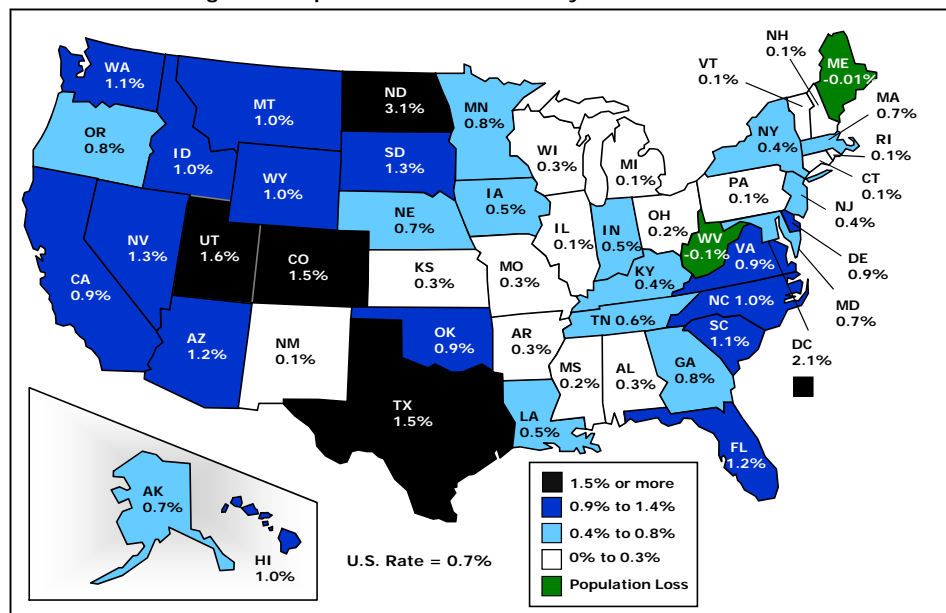 WA
1.1%
MT
1.0%
ND
3.1%
MN
0.8%
OR
0.8%
ID
1.0%
WY
1.0%
SD
1.3%
WI
0.3%
MI
0.1%
VT
0.1%
NH
0.1%
ME
-0.01%
MA
0.7%
NY
0.4%
RI
0.1%
CT
0.1%
NJ
0.4%
PA
0.1%
NE
0.7%
IA
0.5%
NV
1.3%
UT
1.6%
CO
1.5%
CA
0.9%
KS
0.3%
MO
0.3%
IL
0.1%
IN
0.5%
OH
0.2%
WV
-0.1%
VA
0.9%
DE
0.9%
MD
0.7%
DC
2.1%
KY
0.4%
NC 1.0%
TN 0.6%
SC
1.1%
AZ
1.2%
NM
0.1%
OK
0.9%
AR
0.3%
MS
0.2%
AL
0.3%
GA
0.8%
TX
1.5%
LA
0.5%
FL
1.2%
AK
0.7%
HI
1.0%
U.S. Rate = 0.7%
1.5% or more
0.9% to 1.4%
0.4% to 0.8%
0% to 0.3%
Population Loss